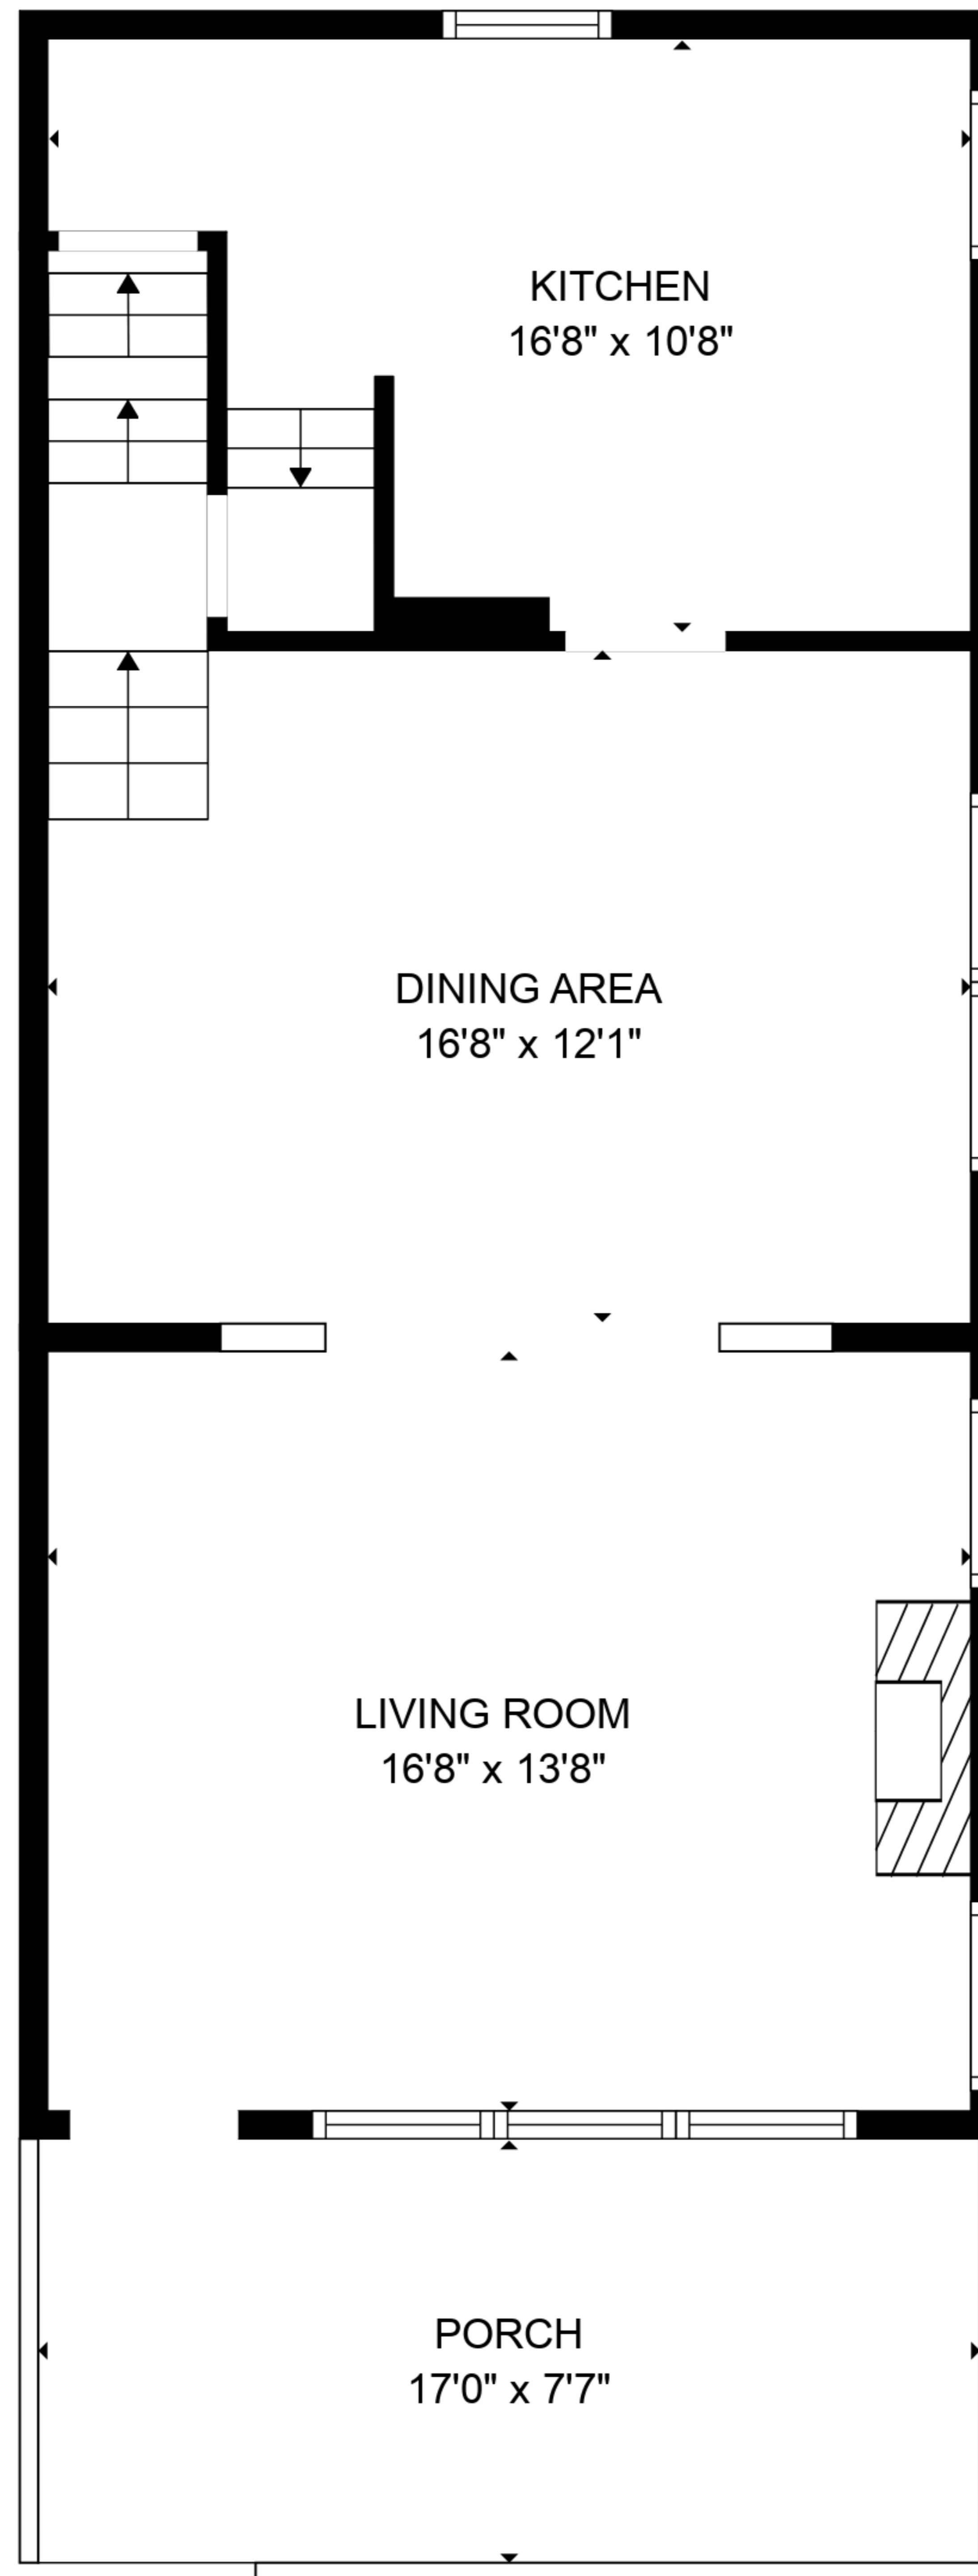 KITCHEN
16'8" x 10'8"
DINING AREA
16'8" x 12'1"
LIVING ROOM
16'8" x 13'8"
PORCH
17'0" x 7'7"